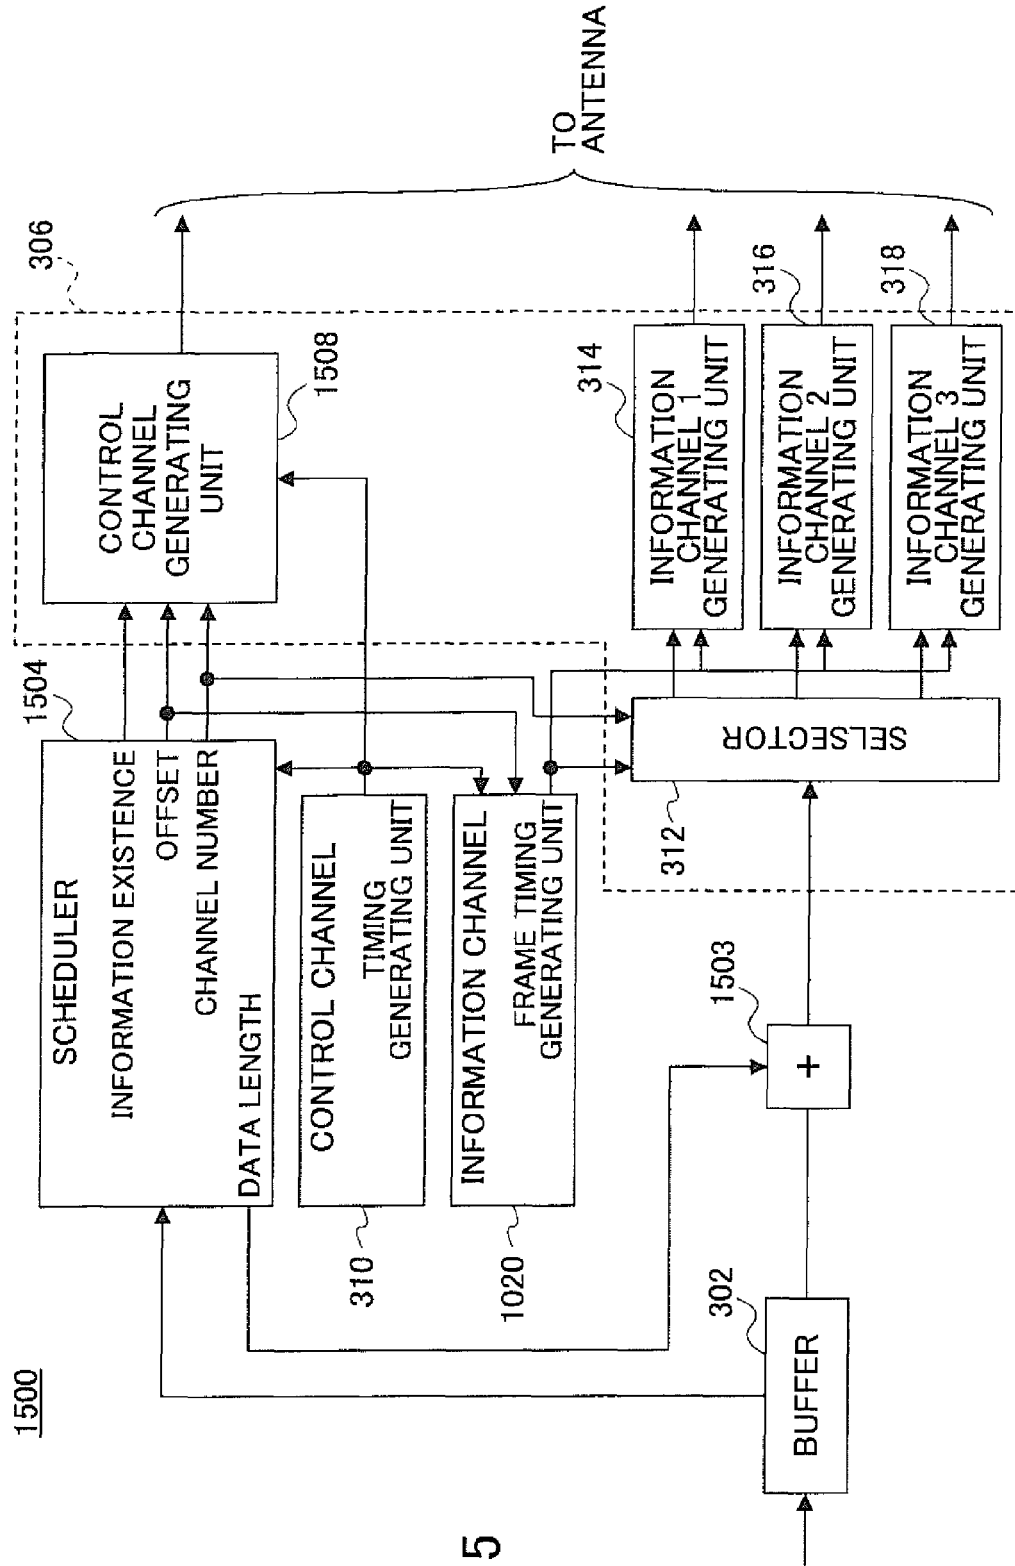 1500
5
306
TO
ANTENNA
1504
SCHEDULER
INFORMATION EXISTENCE
OFFSET
CHANNEL NUMBER
DATA LENGTH
CONTROL
CHANNEL
GENERATING
UNIT
1508
CONTROL CHANNEL
TIMING
GENERATING UNIT
310
INFORMATION CHANNEL
FRAME TIMING
GENERATING UNIT
1020
314
INFORMATION
CHANNEL 1
GENERATING UNIT
316
INFORMATION
CHANNEL 2
GENERATING UNIT
318
INFORMATION
CHANNEL 3
GENERATING UNIT
312
SELSECTOR
1503
+
302
BUFFER